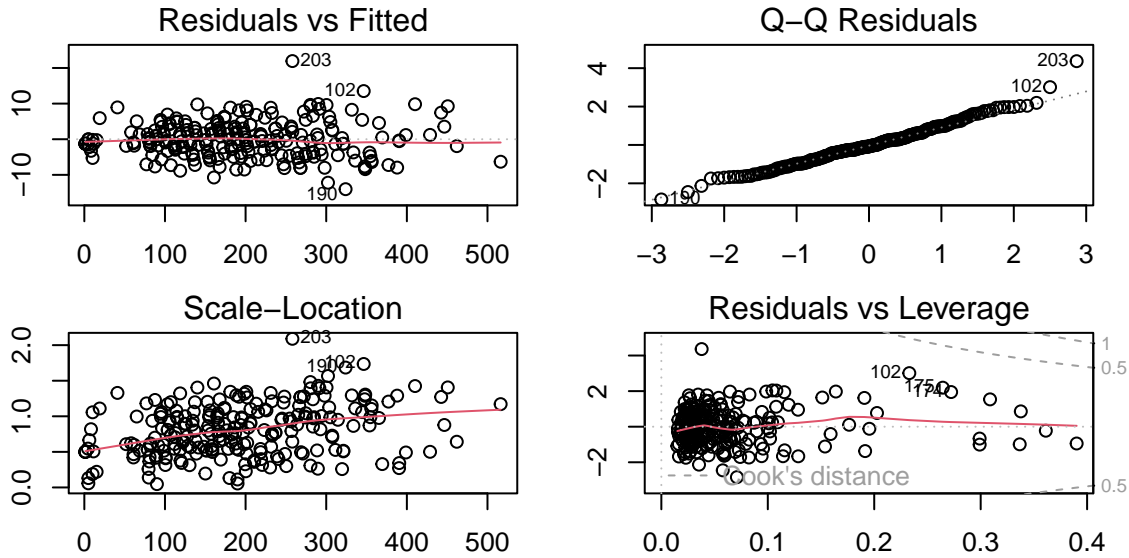 Residuals vs Fitted
203
102
190
10
−10
0 100 200 300 400 500
Q−Q Residuals
203
102
190
4
2
−2
−3 −2 −1 0 1 2 3
Scale−Location
203
190 102
2.0
1.0
0.0
0 100 200 300 400 500
Residuals vs Leverage
102
175
174
1
0.5
2
−2
Cook's distance
0.5
0.0 0.1 0.2 0.3 0.4